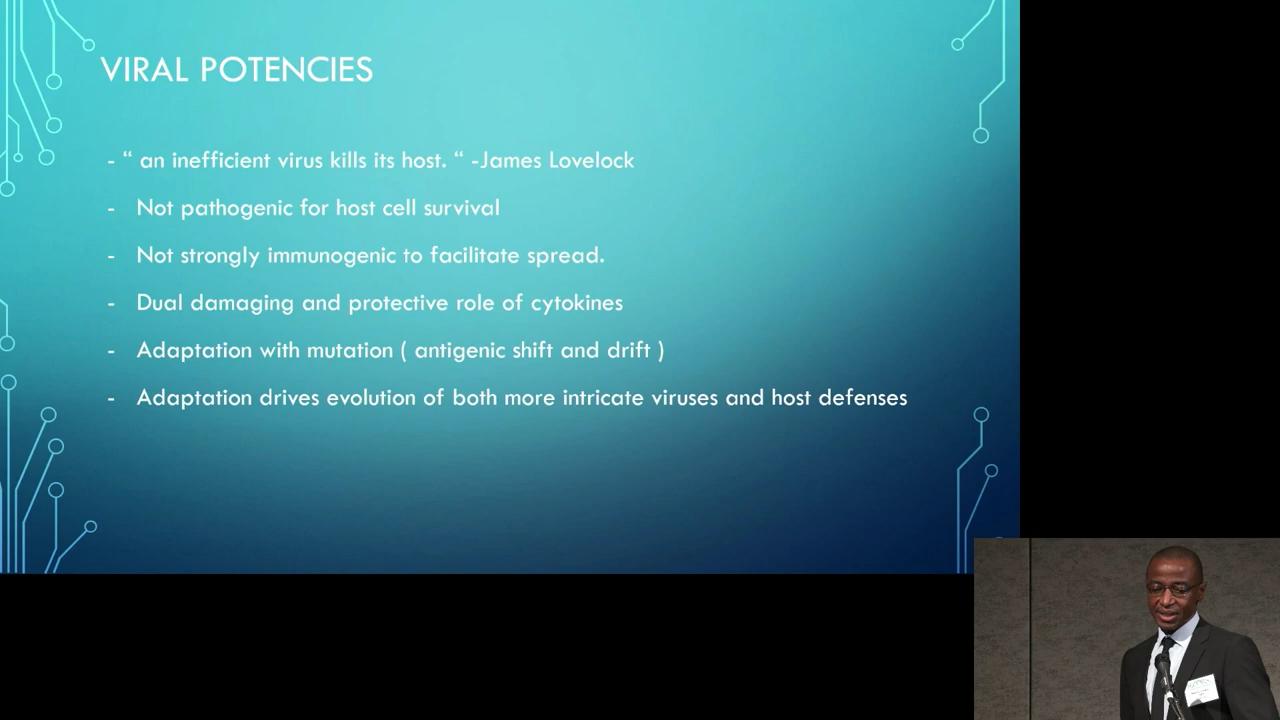 VIRAL POTENCIES
- “ an inefficient virus kills its host. “ -James Lovelock
- Not pathogenic for host cell survival
- Not strongly immunogenic to facilitate spread.
- Dual damaging and protective role of cytokines
- Adaptation with mutation ( antigenic shift and drift )
- Adaptation drives evolution of both more intricate viruses and host defenses